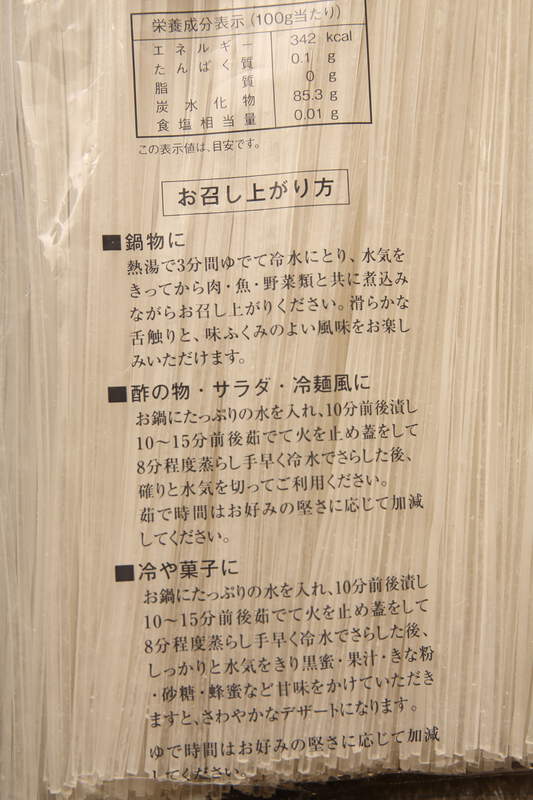 栄養成分表示(100g当たり)
エネルギー 342 kcal
たんぱく質 0.1 g
脂質 0 g
炭水化物 85.3 g
食塩相当量 0.01 g
この表示値は、目安です。
お召し上がり方
■鍋物に
熱湯で3分間ゆでて冷水にとり、水気を
きってから肉・魚・野菜類と共に煮込み
ながらお召し上がりください。滑らかな
舌触りと、味ふくみのよい風味をお楽し
みいただけます。
■酢の物・サラダ・冷麺風に
お鍋にたっぷりの水を入れ、10分前後漬し
10〜15分前後茹でて火を止め蓋をして
8分程度蒸らし手早く冷水でさらした後、
確りと水気を切ってご利用ください。
茹で時間はお好みの堅さに応じて加減
してください。
■冷や菓子に
お鍋にたっぷりの水を入れ、10分前後漬し
10〜15分前後茹でて火を止め蓋をして
8分程度蒸らし手早く冷水でさらした後、
しっかりと水気をきり黒蜜・果汁・きな粉
・砂糖・蜂蜜など甘味をかけていただき
ますと、さわやかなデザートになります。
ゆで時間はお好みの堅さに応じて加減
してください。